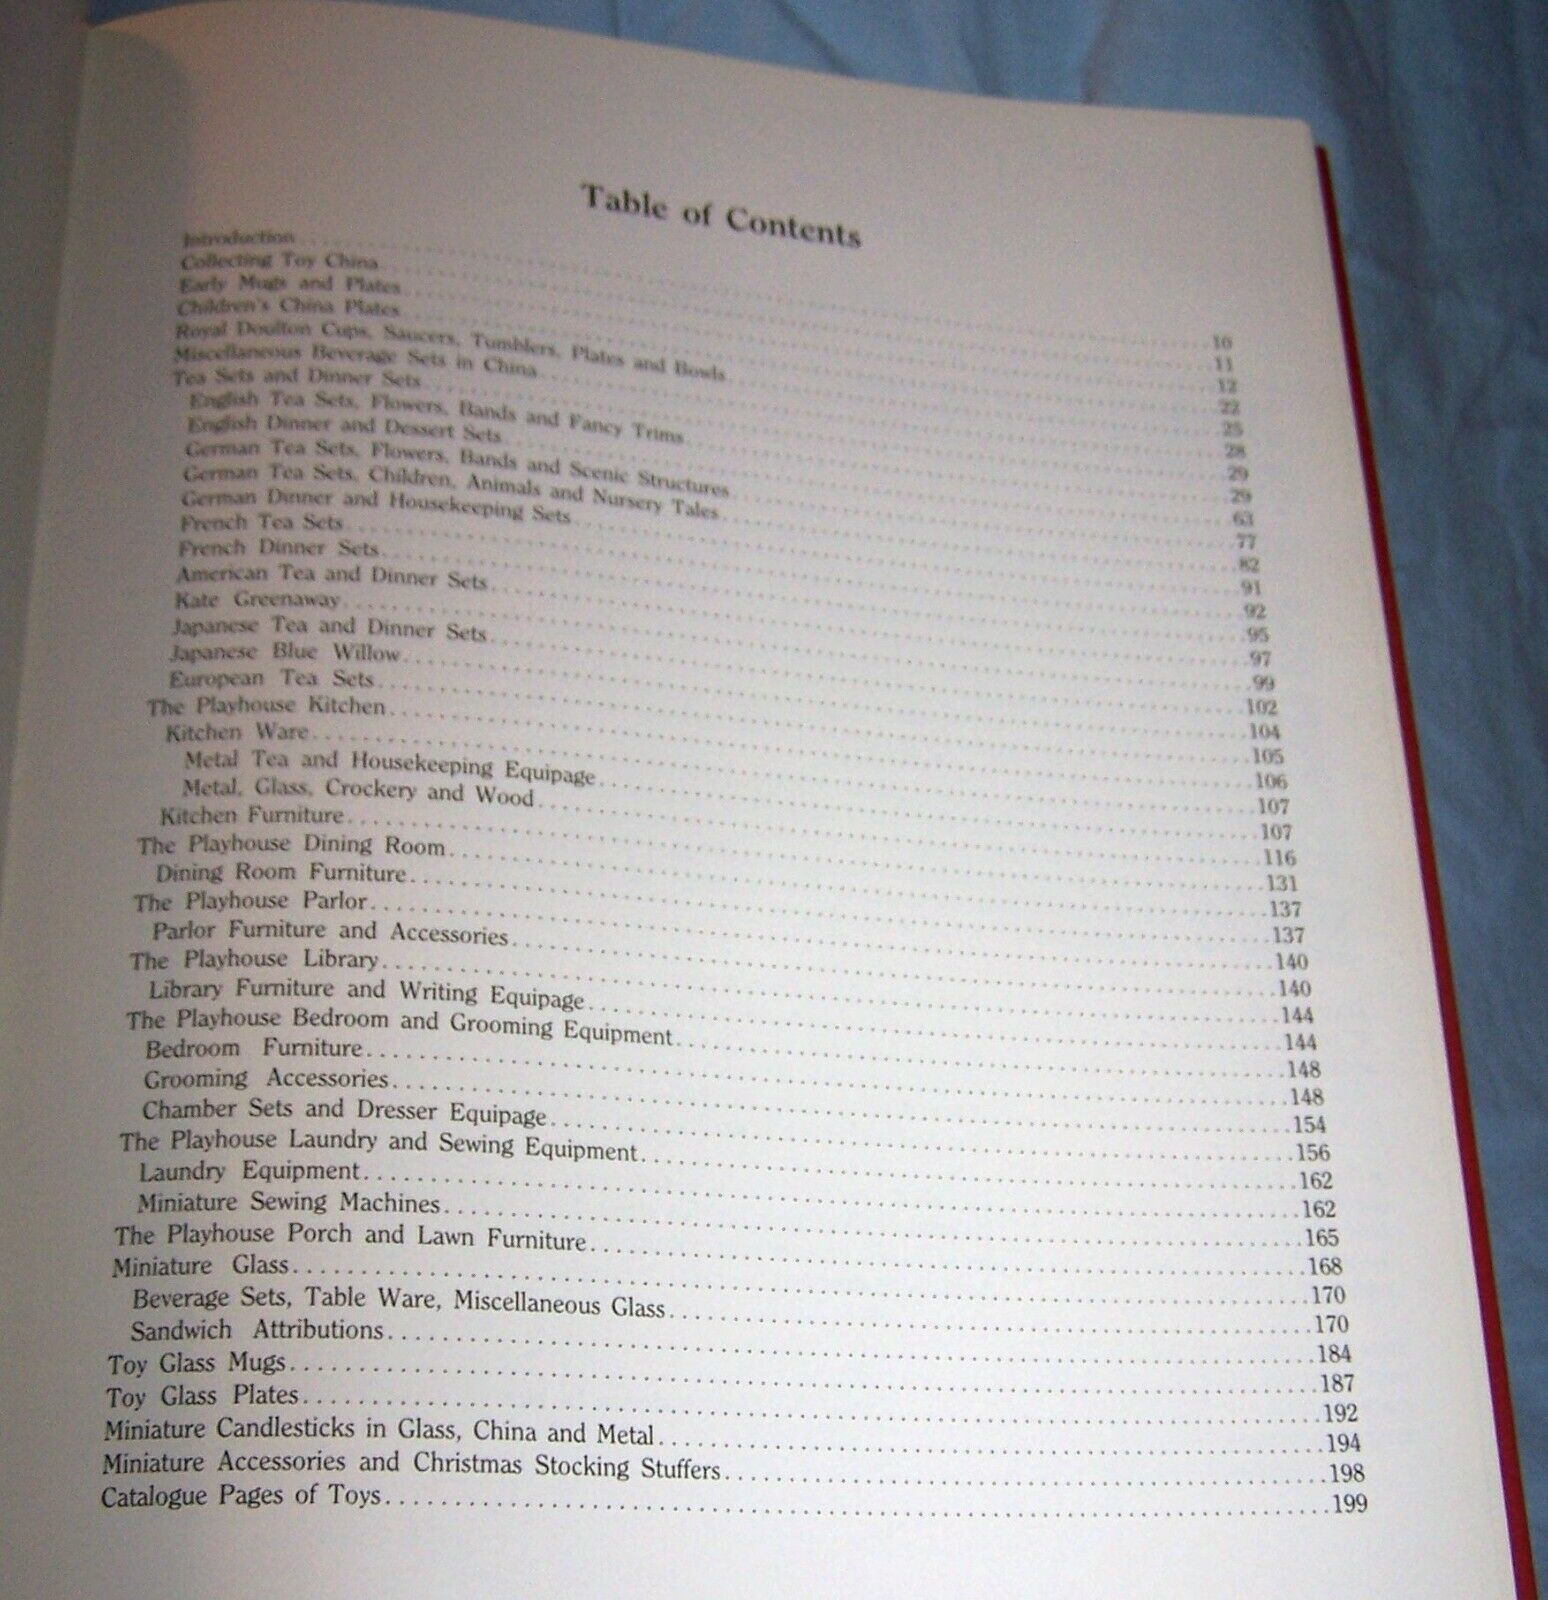 Table of Contents
Introduction 10
Collecting Toy China 11
Early Mugs and Plates 12
Children's China Plates 22
Royal Doulton Cups, Saucers, Tumblers, Plates and Bowls 25
Miscellaneous Beverage Sets in China 28
Tea Sets and Dinner Sets 29
English Tea Sets, Flowers, Bands and Fancy Trims 29
English Dinner and Dessert Sets 63
German Tea Sets, Flowers, Bands and Scenic Structures 77
German Tea Sets, Children, Animals and Nursery Tales 82
German Dinner and Housekeeping Sets 91
French Tea Sets 92
French Dinner Sets 95
American Tea and Dinner Sets 97
Kate Greenaway 99
Japanese Tea and Dinner Sets 102
Japanese Blue Willow 104
European Tea Sets 105
The Playhouse Kitchen 106
Kitchen Ware 107
Metal Tea and Housekeeping Equipage 107
Metal, Glass, Crockery and Wood 116
Kitchen Furniture 131
The Playhouse Dining Room 137
Dining Room Furniture 137
The Playhouse Parlor 140
Parlor Furniture and Accessories 140
The Playhouse Library 144
Library Furniture and Writing Equipage 144
The Playhouse Bedroom and Grooming Equipment 148
Bedroom Furniture 148
Grooming Accessories 154
Chamber Sets and Dresser Equipage 156
The Playhouse Laundry and Sewing Equipment 162
Laundry Equipment 162
Miniature Sewing Machines 165
The Playhouse Porch and Lawn Furniture 168
Miniature Glass 170
Beverage Sets, Table Ware, Miscellaneous Glass 170
Sandwich Attributions 184
Toy Glass Mugs 187
Toy Glass Plates 192
Miniature Candlesticks in Glass, China and Metal 194
Miniature Accessories and Christmas Stocking Stuffers 198
Catalogue Pages of Toys 199